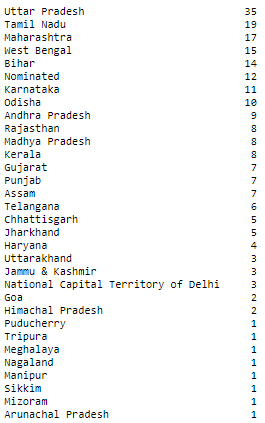 Uttar Pradesh 35
Tamil Nadu 19
Maharashtra 17
West Bengal 15
Bihar 14
Nominated 12
Karnataka 11
Odisha 10
Andhra Pradesh 9
Rajasthan 8
Madhya Pradesh 8
Kerala 8
Gujarat 7
Punjab 7
Assam 7
Telangana 6
Chhattisgarh 5
Jharkhand 5
Haryana 4
Uttarakhand 3
Jammu & Kashmir 3
National Capital Territory of Delhi 3
Goa 2
Himachal Pradesh 2
Puducherry 1
Tripura 1
Meghalaya 1
Nagaland 1
Manipur 1
Sikkim 1
Mizoram 1
Arunachal Pradesh 1